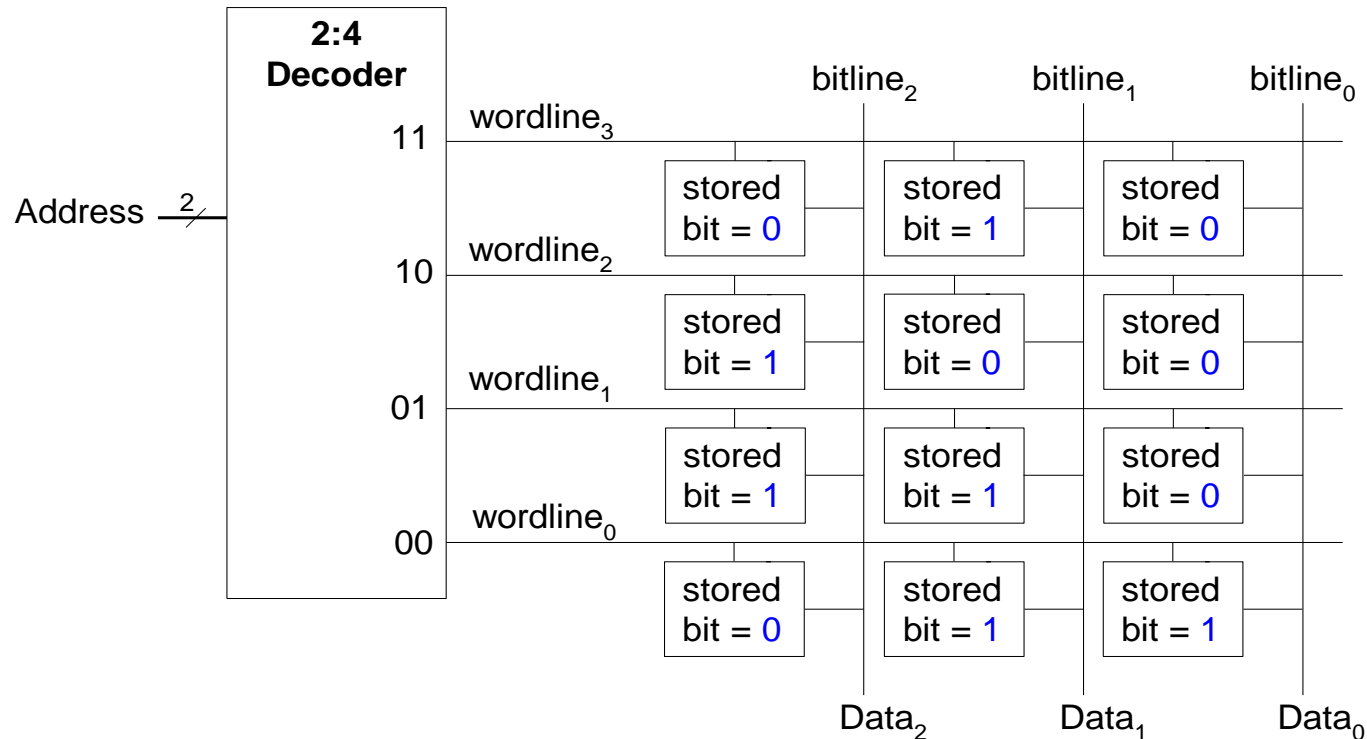 2:4
Decoder
bitline₂ bitline₁ bitline₀
wordline₃
11
stored stored stored
bit = 0 bit = 1 bit = 0
Address 2
wordline₂
10
stored stored stored
bit = 1 bit = 0 bit = 0
wordline₁
01
stored stored stored
bit = 1 bit = 1 bit = 0
wordline₀
00
stored stored stored
bit = 0 bit = 1 bit = 1
Data₂ Data₁ Data₀